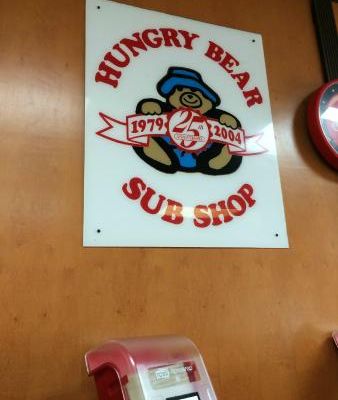 HUNGRY BEAR
1979 25th 2004
SUB SHOP